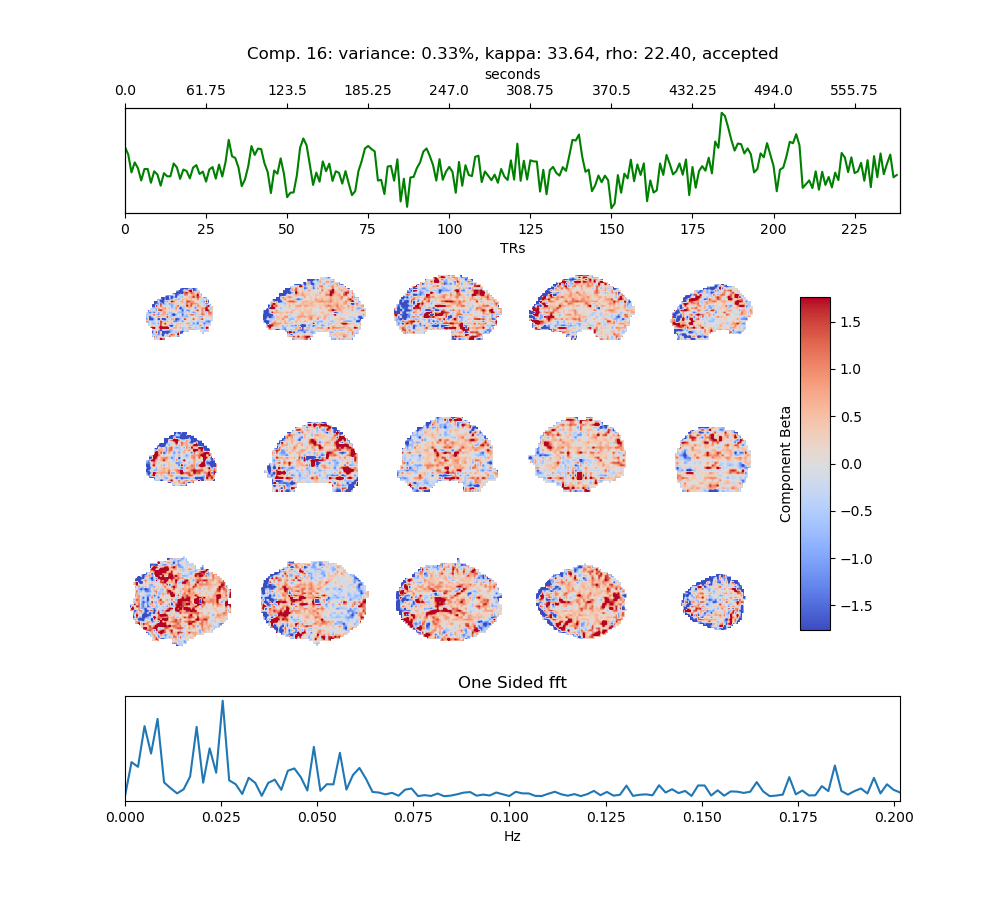 Comp. 16: variance: 0.33%, kappa: 33.64, rho: 22.40, accepted
seconds
0.0 61.75 123.5 185.25 247.0 308.75 370.5 432.25 494.0 555.75
0 25 50 75 100 125 150 175 200 225
TRs
1.5
1.0
0.5
0.0
−0.5
−1.0
−1.5
Component Beta
One Sided fft
0.000 0.025 0.050 0.075 0.100 0.125 0.150 0.175 0.200
Hz